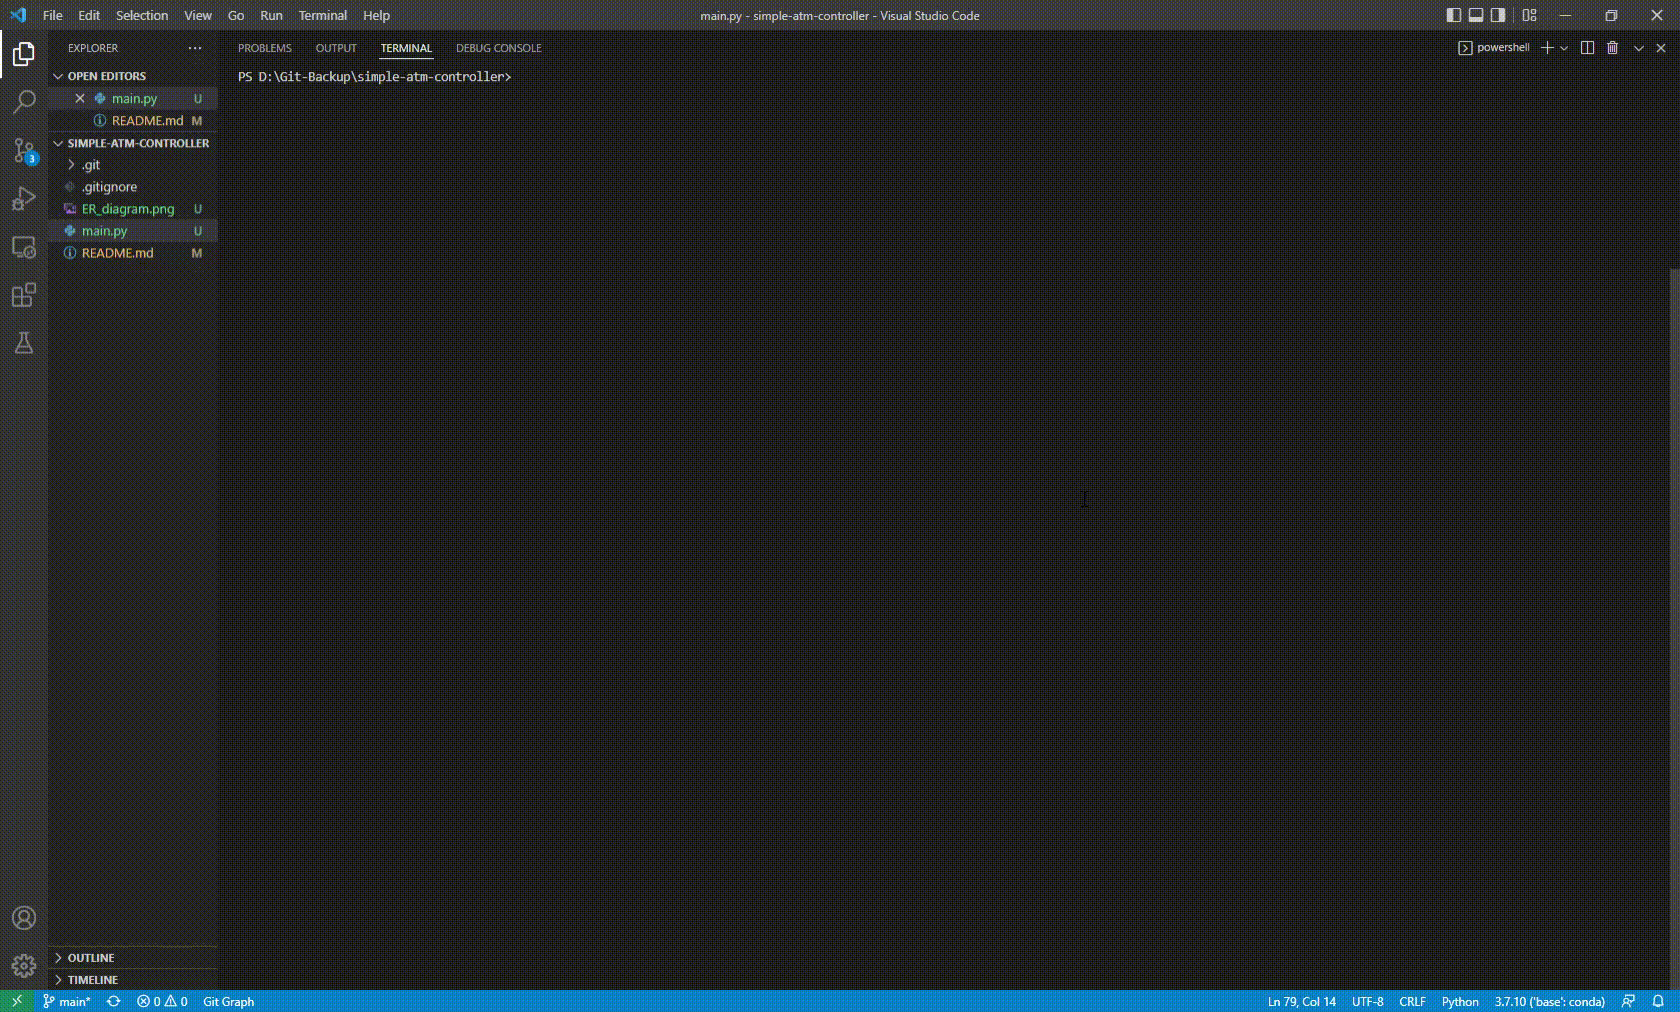 File Edit Selection View Go Run Terminal Help
main.py - simple-atm-controller - Visual Studio Code
EXPLORER
PROBLEMS OUTPUT TERMINAL DEBUG CONSOLE
powershell
OPEN EDITORS
PS D:\Git-Backup\simple-atm-controller>
main.py U
README.md M
SIMPLE-ATM-CONTROLLER
3
.git
.gitignore
ER_diagram.png U
main.py U
README.md M
OUTLINE
TIMELINE
main* 0 0 Git Graph
Ln 79, Col 14 UTF-8 CRLF Python 3.7.10 ('base': conda)